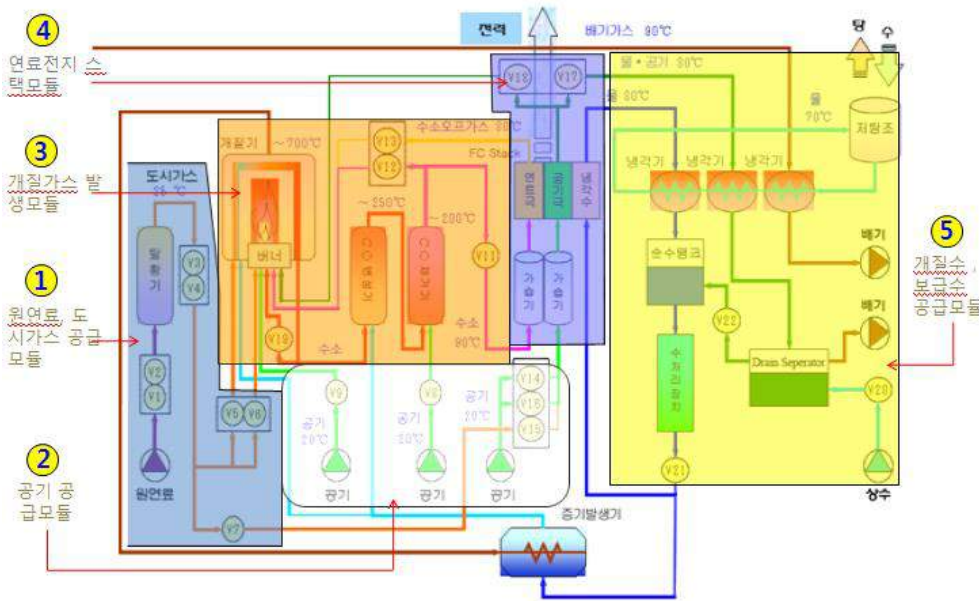 ④
연료전지 스
택모듈
③
개질가스 발
생모듈
①
원연료, 도
시가스 공급
모듈
②
공기 공
급모듈
⑤
개질수,
보급수
공급모듈
전력
배기가스 90℃
탕
수
V18
V17
물·공기 80℃
물 80℃
물
70℃
저탕조
개질기
~700℃
수소오프가스 80℃
V13
V12
FC Stack
연료극
공기극
냉각수
냉각기
냉각기
냉각기
도시가스
25 ℃
탈황기
V3
V4
버너
~250℃
~200℃
CO변성기
V11
가습기
가습기
순수탱크
V22
배기
배기
V2
V1
V5
V6
V19
수소
수소
80℃
수처리장치
Drain Seperator
V20
V9
V8
V14
V16
V15
공기
20℃
공기
20℃
공기
20℃
V21
원연료
공기
공기
공기
상수
V7
증기발생기